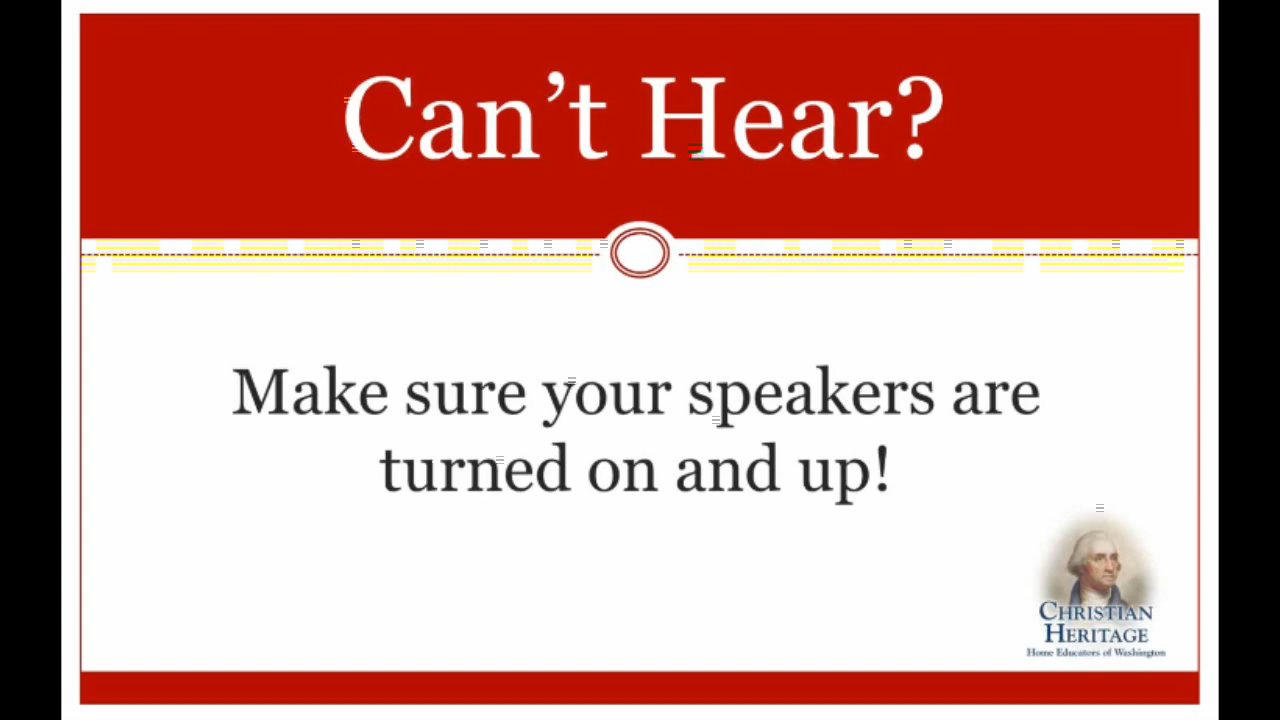 Can’t Hear?
Make sure your speakers are
turned on and up!
CHRISTIAN
HERITAGE
Home Educators of Washington